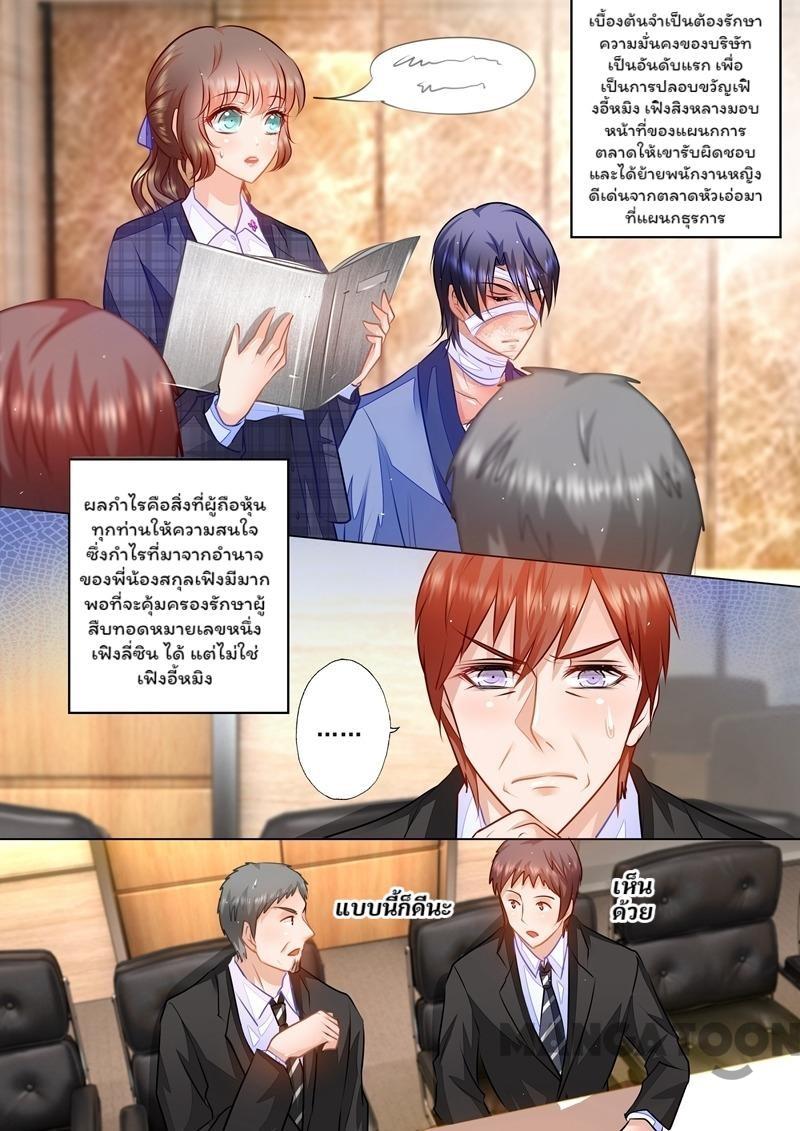 เบื้องต้นจำเป็นต้องรักษา
ความมั่นคงของบริษัท
เป็นอันดับแรก เพื่อ
เป็นการปลอบขวัญเฟิ
งอี้หมิง เฟิงสิงหลางมอบ
หน้าที่ของแผนกการ
ตลาดให้เขารับผิดชอบ
และได้ย้ายพนักงานหญิง
ดีเด่นจากตลาดหัวเอ่อมา
ที่แผนกธุรการ
ผลกำไรคือสิ่งที่ผู้ถือหุ้น
ทุกท่านให้ความสนใจ
ซึ่งกำไรที่มาจากอำนาจ
ของพี่น้องสกุลเฟิงมีมาก
พอที่จะคุ้มครองรักษาผู้
สืบทอดหมายเลขหนึ่ง
เฟิงลี่ซิน ได้ แต่ไม่ใช่
เฟิงอี้หมิง
......
แบบนี้ก็ดีนะ
เห็น
ด้วย
MANGATOON